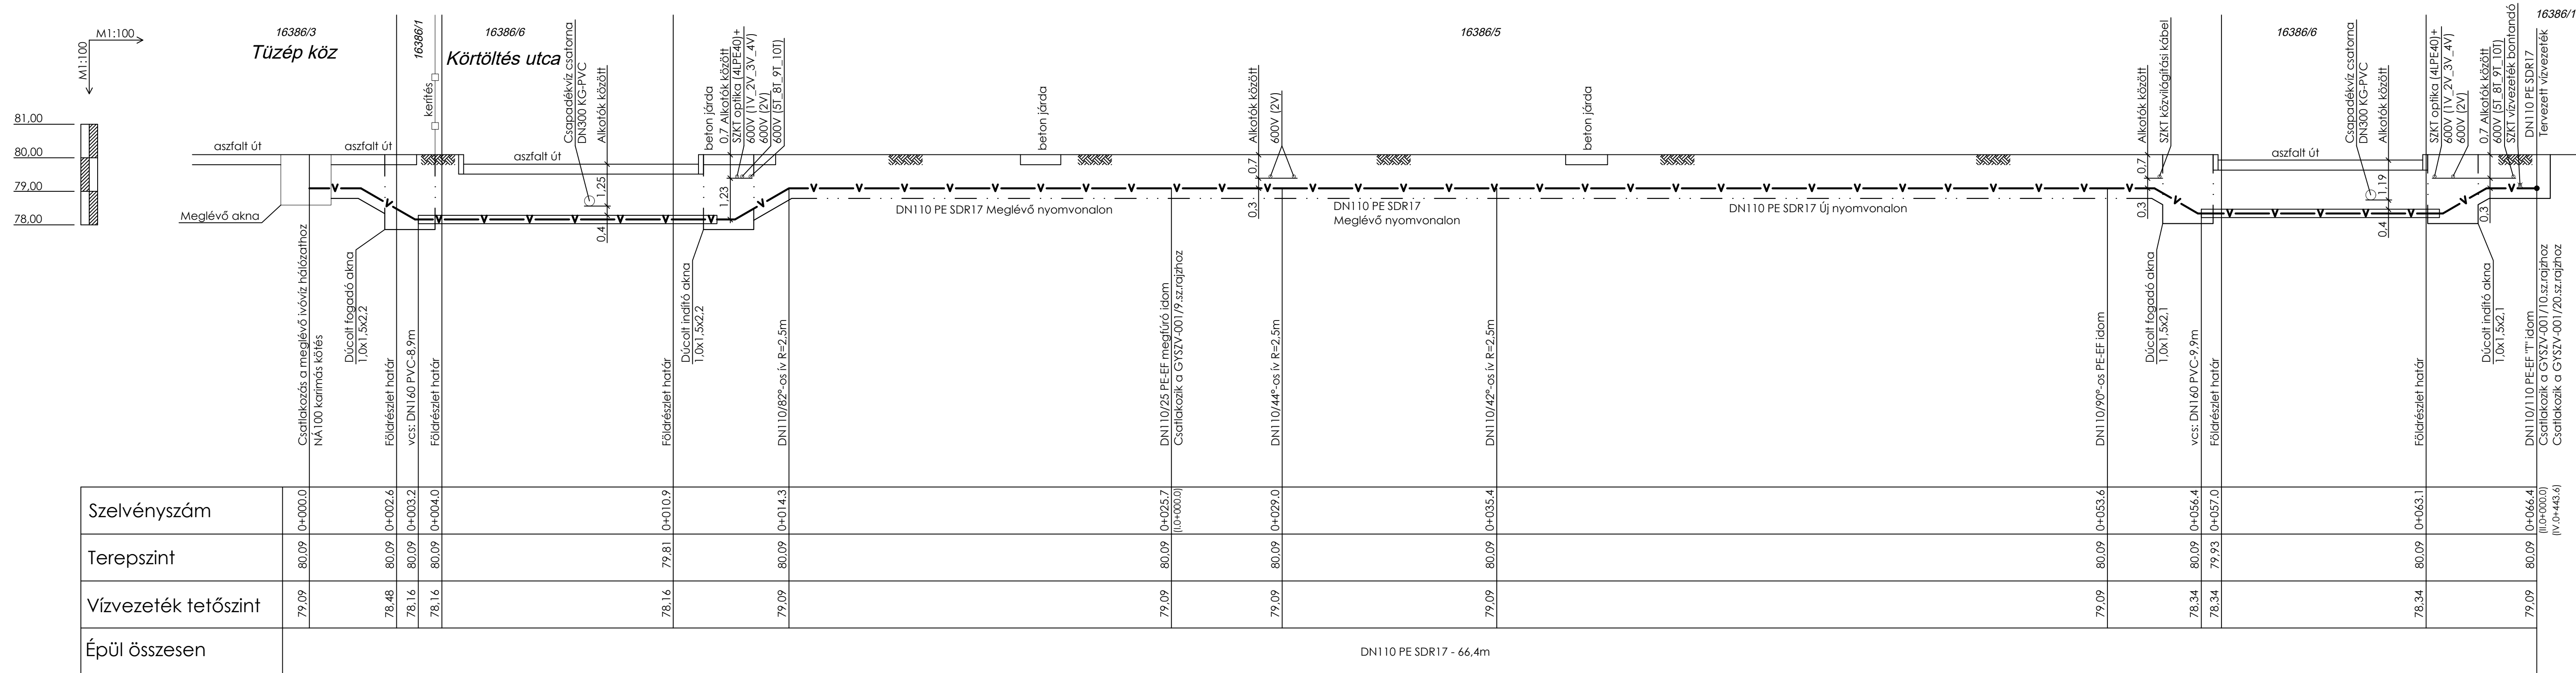 M1:100
M1:100
16386/3
Tüzép köz
16386/1
kerítés
16386/6
Körtöltés utca
Csapadékvíz csatorna
DN300 KG-PVC
Alkotók között
beton járda
0,7 Alkotók között
SZKT optika (4LPE40)+
600V (1V_2V_3V_4V)
600V (2V)
600V (5T_8T_9T_10T)
beton járda
Alkotók között
600V (2V)
16386/5
beton járda
Alkotók között
SZKT közvilágítási kábel
16386/6
Csapadékvíz csatorna
DN300 KG-PVC
Alkotók között
SZKT optika (4LPE40)+
600V (1V_2V_3V_4V)
600V (2V)
0,7 Alkotók között
600V (5T_8T_9T_10T)
SZKT vízvezeték bontandó
DN110 PE SDR17
Tervezett vízvezeték
16386/1
81,00
80,00
79,00
78,00
aszfalt út
aszfalt út
aszfalt út
aszfalt út
Meglévő akna
1,25
0,4
1,23
0,7
0,3
0,7
0,3
1,19
0,4
0,3
V V V V V V V V V V V V V V V V V V V V V V V V V V V V V V V V V V V V V V V V V V V V V V V V
DN110 PE SDR17 Meglévő nyomvonalon
DN110 PE SDR17
Meglévő nyomvonalon
DN110 PE SDR17 Új nyomvonalon
Csatlakozás a meglévő ivóvíz hálózathoz
NÁ100 karimás kötés
Dúcolt fogadó akna
1,0x1,5x2,2
Földrészlet határ
vcs: DN160 PVC-8,9m
Földrészlet határ
Földrészlet határ
Dúcolt indító akna
1,0x1,5x2,2
DN110/82°-os ív R=2,5m
DN110/25 PE-EF megfúró idom
Csatlakozik a GYSZV-001/9.sz.rajzhoz
DN110/44°-os ív R=2,5m
DN110/42°-os ív R=2,5m
DN110/90°-os PE-EF idom
Dúcolt fogadó akna
1,0x1,5x2,1
vcs: DN160 PVC-9,9m
Földrészlet határ
Földrészlet határ
Dúcolt indító akna
1,0x1,5x2,1
DN110/110 PE-EF "T" idom
Csatlakozik a GYSZV-001/10.sz.rajzhoz
Csatlakozik a GYSZV-001/20.sz.rajzhoz
Szelvényszám 0+000.0 0+002.6 0+003.2 0+004.0 0+010.9 0+014.3 0+025.7 (I.0+000.0) 0+029.0 0+035.4 0+053.6 0+056.4 0+057.0 0+063.1 0+066.4 (II.0+000.0) (IV.0+443.6)
Terepszint 80,09 80,09 80,09 80,09 79,81 80,09 80,09 80,09 80,09 80,09 80,09 79,93 80,09 80,09
Vízvezeték tetőszint 79,09 78,48 78,16 78,16 78,16 79,09 79,09 79,09 79,09 79,09 78,34 78,34 78,34 79,09
Épül összesen DN110 PE SDR17 - 66,4m